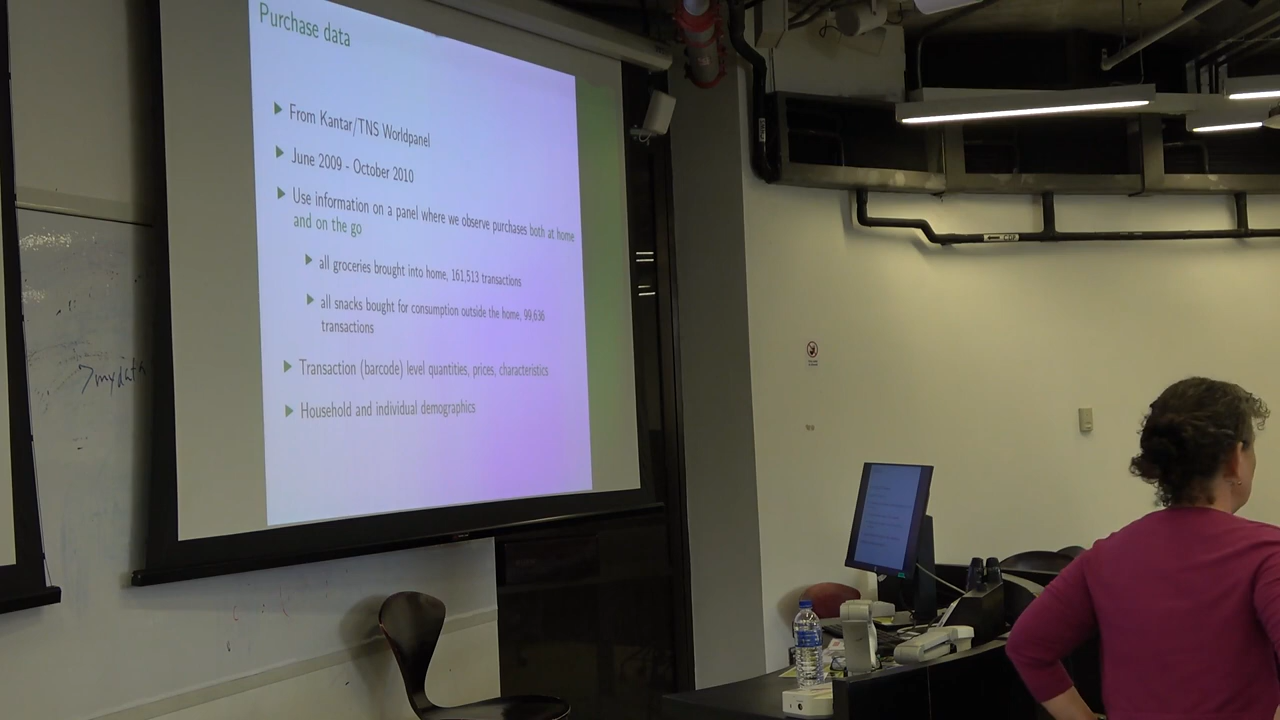 Purchase data
From Kantar/TNS Worldpanel
June 2009 - October 2010
Use information on a panel where we observe purchases both at home
and on the go
all groceries brought into home, 161,513 transactions
all snacks bought for consumption outside the home, 99,636
transactions
Transaction (barcode) level quantities, prices, characteristics
Household and individual demographics
>mydata